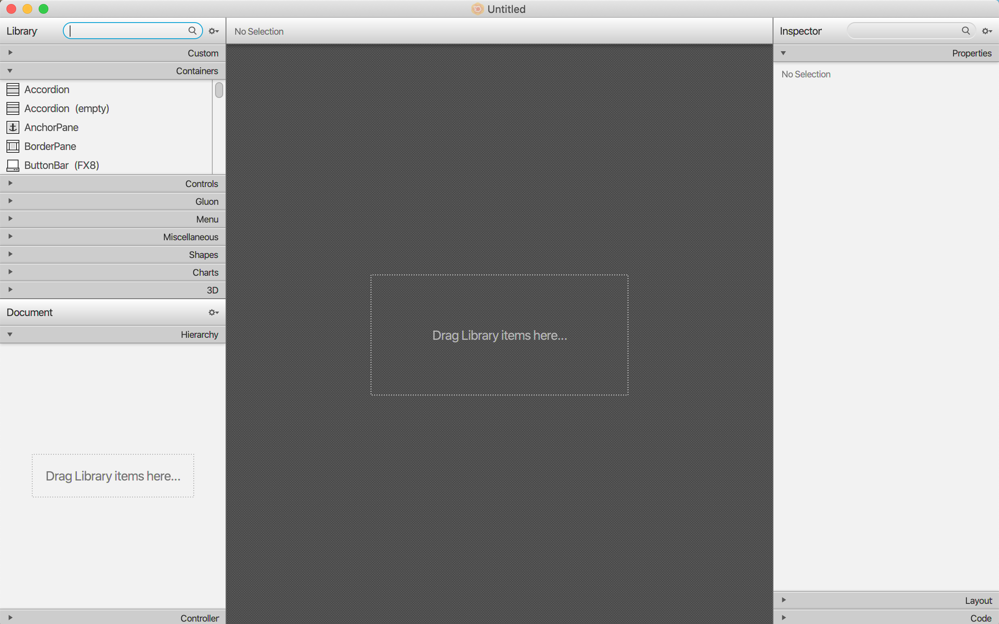 Untitled
Library
No Selection
Inspector
Custom
Containers
Accordion
Accordion (empty)
AnchorPane
BorderPane
ButtonBar (FX8)
Controls
Gluon
Menu
Miscellaneous
Shapes
Charts
3D
Document
Hierarchy
Drag Library items here...
Controller
Drag Library items here...
Properties
No Selection
Layout
Code